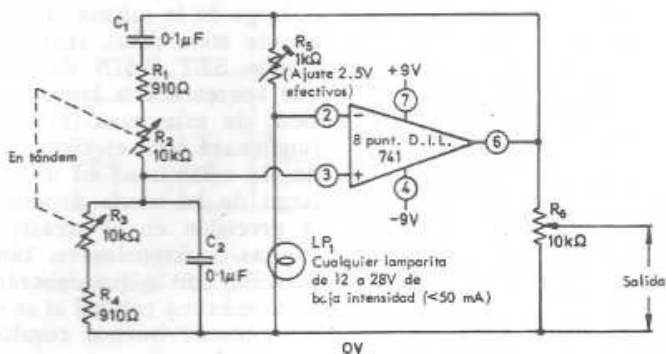 C1
0·1μF
R1
910Ω
R2
10kΩ
En tándem
R3
10kΩ
R4
910Ω
C2
0·1μF
R5
1kΩ
(Ajuste 2.5V
efectivos)
+9V
7
2
−
8 punt. D.I.L.
741
6
3
+
4
−9V
LP1
Cualquier lamparita
de 12 a 28V de
baja intensidad (<50 mA)
R6
10kΩ
Salida
0V